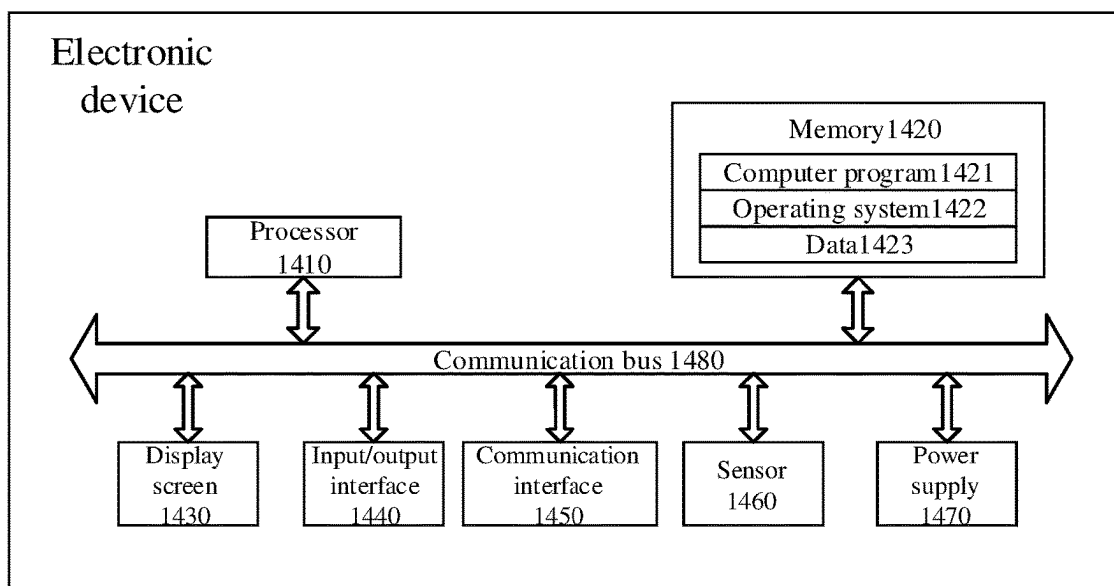 Electronic
device
Memory1420
Computer program1421
Operating system1422
Data1423
Processor
1410
Communication bus 1480
Display
screen
1430
Input/output
interface
1440
Communication
interface
1450
Sensor
1460
Power
supply
1470